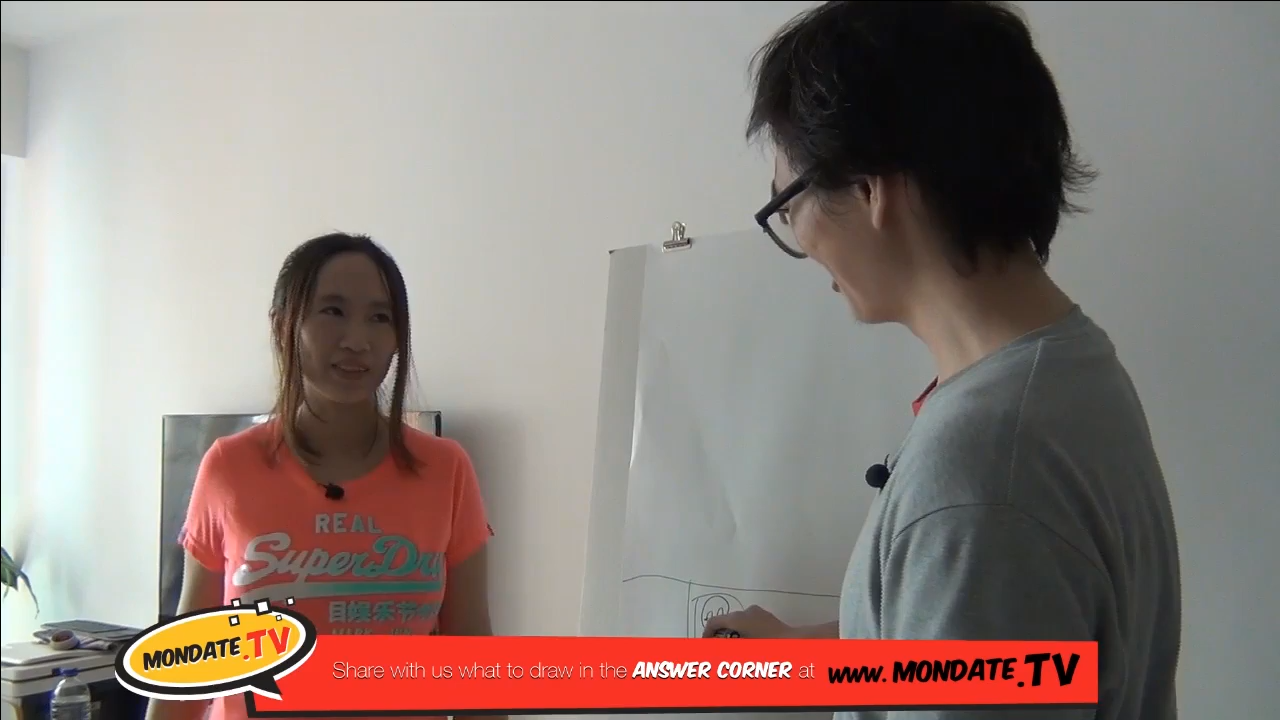 REAL
SuperDry
MONDATE.TV
Share with us what to draw in the ANSWER CORNER at www.MONDATE.TV